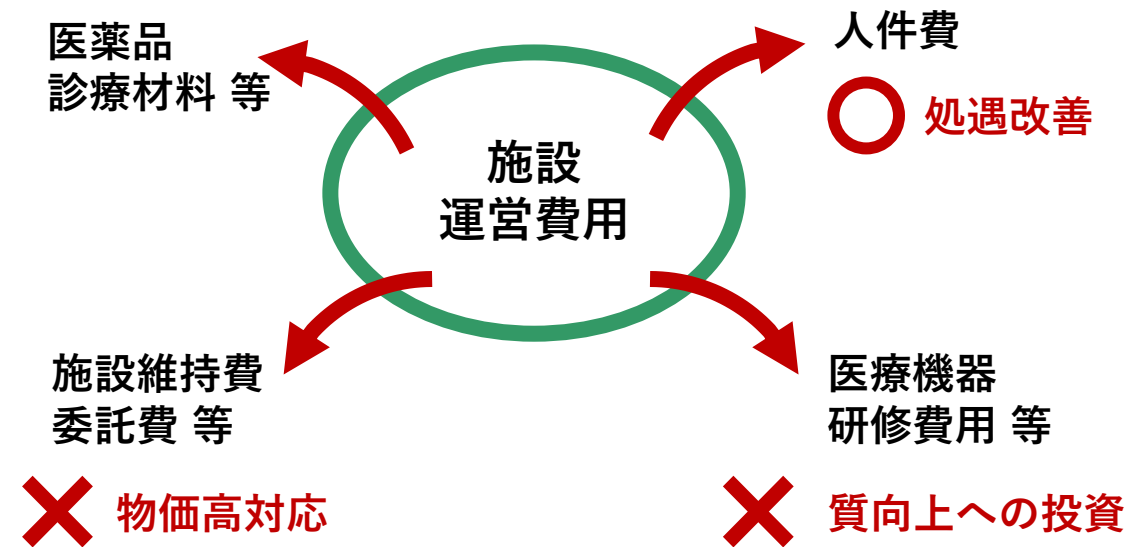 医薬品
診療材料 等
人件費
処遇改善
施設
運営費用
施設維持費
委託費 等
物価高対応
医療機器
研修費用 等
質向上への投資